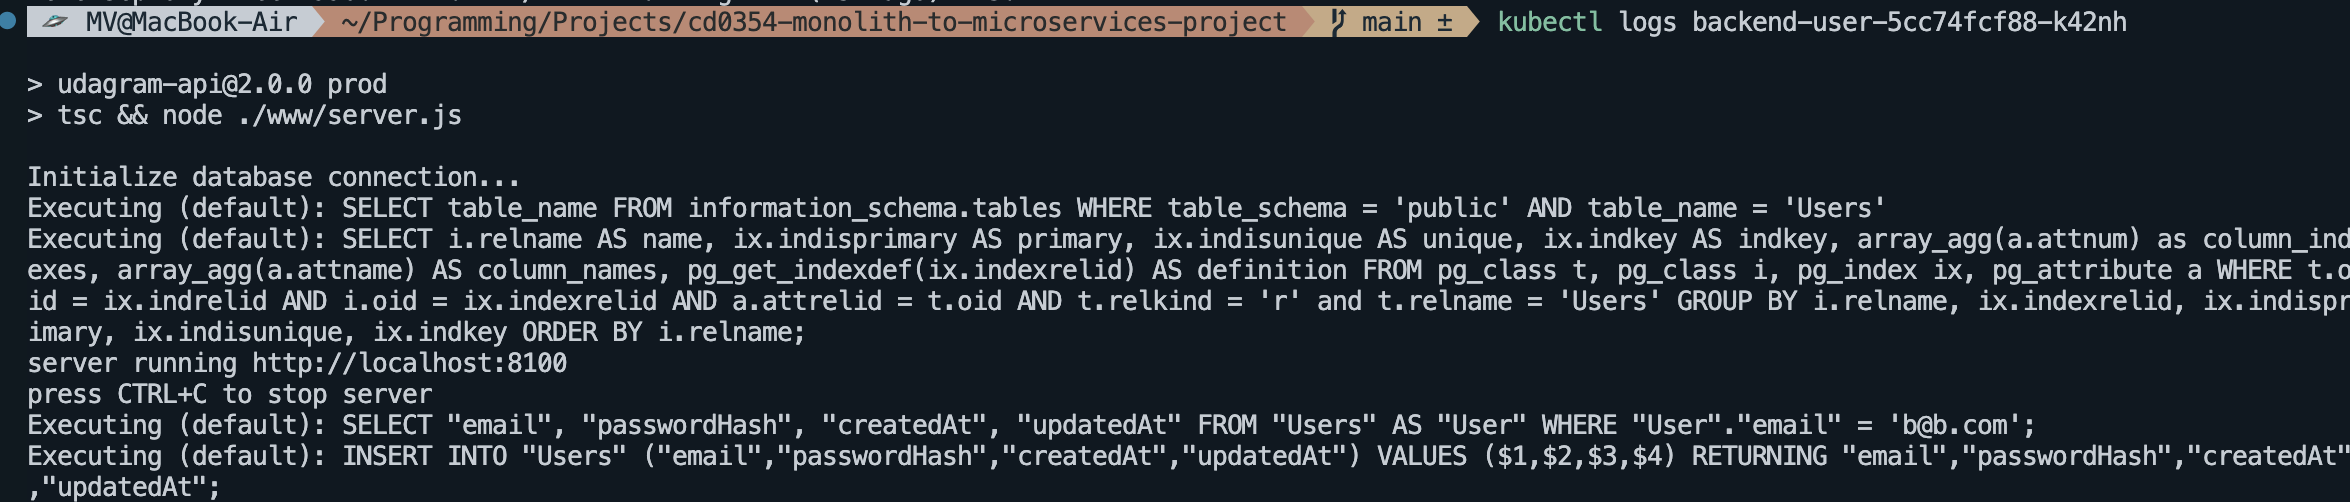 MV@MacBook-Air ~/Programming/Projects/cd0354-monolith-to-microservices-project main ± kubectl logs backend-user-5cc74fcf88-k42nh
> udagram-api@2.0.0 prod
> tsc && node ./www/server.js
Initialize database connection...
Executing (default): SELECT table_name FROM information_schema.tables WHERE table_schema = 'public' AND table_name = 'Users'
Executing (default): SELECT i.relname AS name, ix.indisprimary AS primary, ix.indisunique AS unique, ix.indkey AS indkey, array_agg(a.attnum) as column_ind
exes, array_agg(a.attname) AS column_names, pg_get_indexdef(ix.indexrelid) AS definition FROM pg_class t, pg_class i, pg_index ix, pg_attribute a WHERE t.o
id = ix.indrelid AND i.oid = ix.indexrelid AND a.attrelid = t.oid AND t.relkind = 'r' and t.relname = 'Users' GROUP BY i.relname, ix.indexrelid, ix.indispr
imary, ix.indisunique, ix.indkey ORDER BY i.relname;
server running http://localhost:8100
press CTRL+C to stop server
Executing (default): SELECT "email", "passwordHash", "createdAt", "updatedAt" FROM "Users" AS "User" WHERE "User"."email" = 'b@b.com';
Executing (default): INSERT INTO "Users" ("email","passwordHash","createdAt","updatedAt") VALUES ($1,$2,$3,$4) RETURNING "email","passwordHash","createdAt"
,"updatedAt";